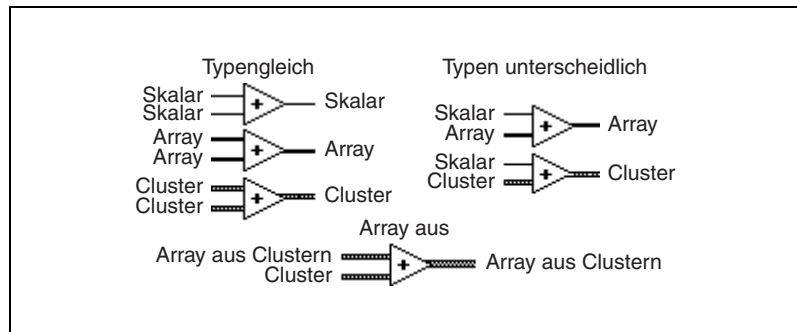 Typengleich
Skalar
Skalar
+
Skalar
Array
Array
+
Array
Cluster
Cluster
+
Cluster
Typen unterscheidlich
Skalar
Array
+
Array
Skalar
Cluster
+
Cluster
Array aus
Array aus Clustern
Cluster
+
Array aus Clustern